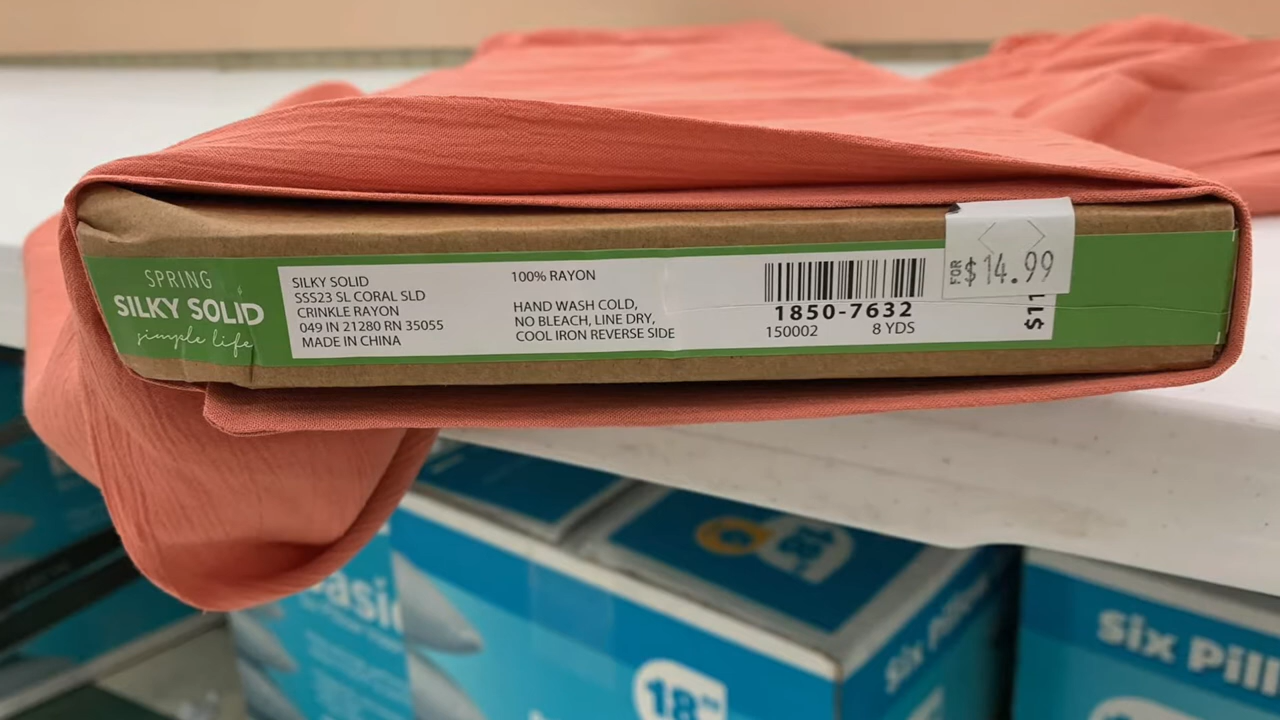 SPRING
SILKY SOLID
simple life
SILKY SOLID
SSS23 SL CORAL SLD
CRINKLE RAYON
049 IN 21280 RN 35055
MADE IN CHINA
100% RAYON
HAND WASH COLD,
NO BLEACH, LINE DRY,
COOL IRON REVERSE SIDE
1850-7632
150002 8 YDS
FOR $14.99
$11
18"
Six Pill